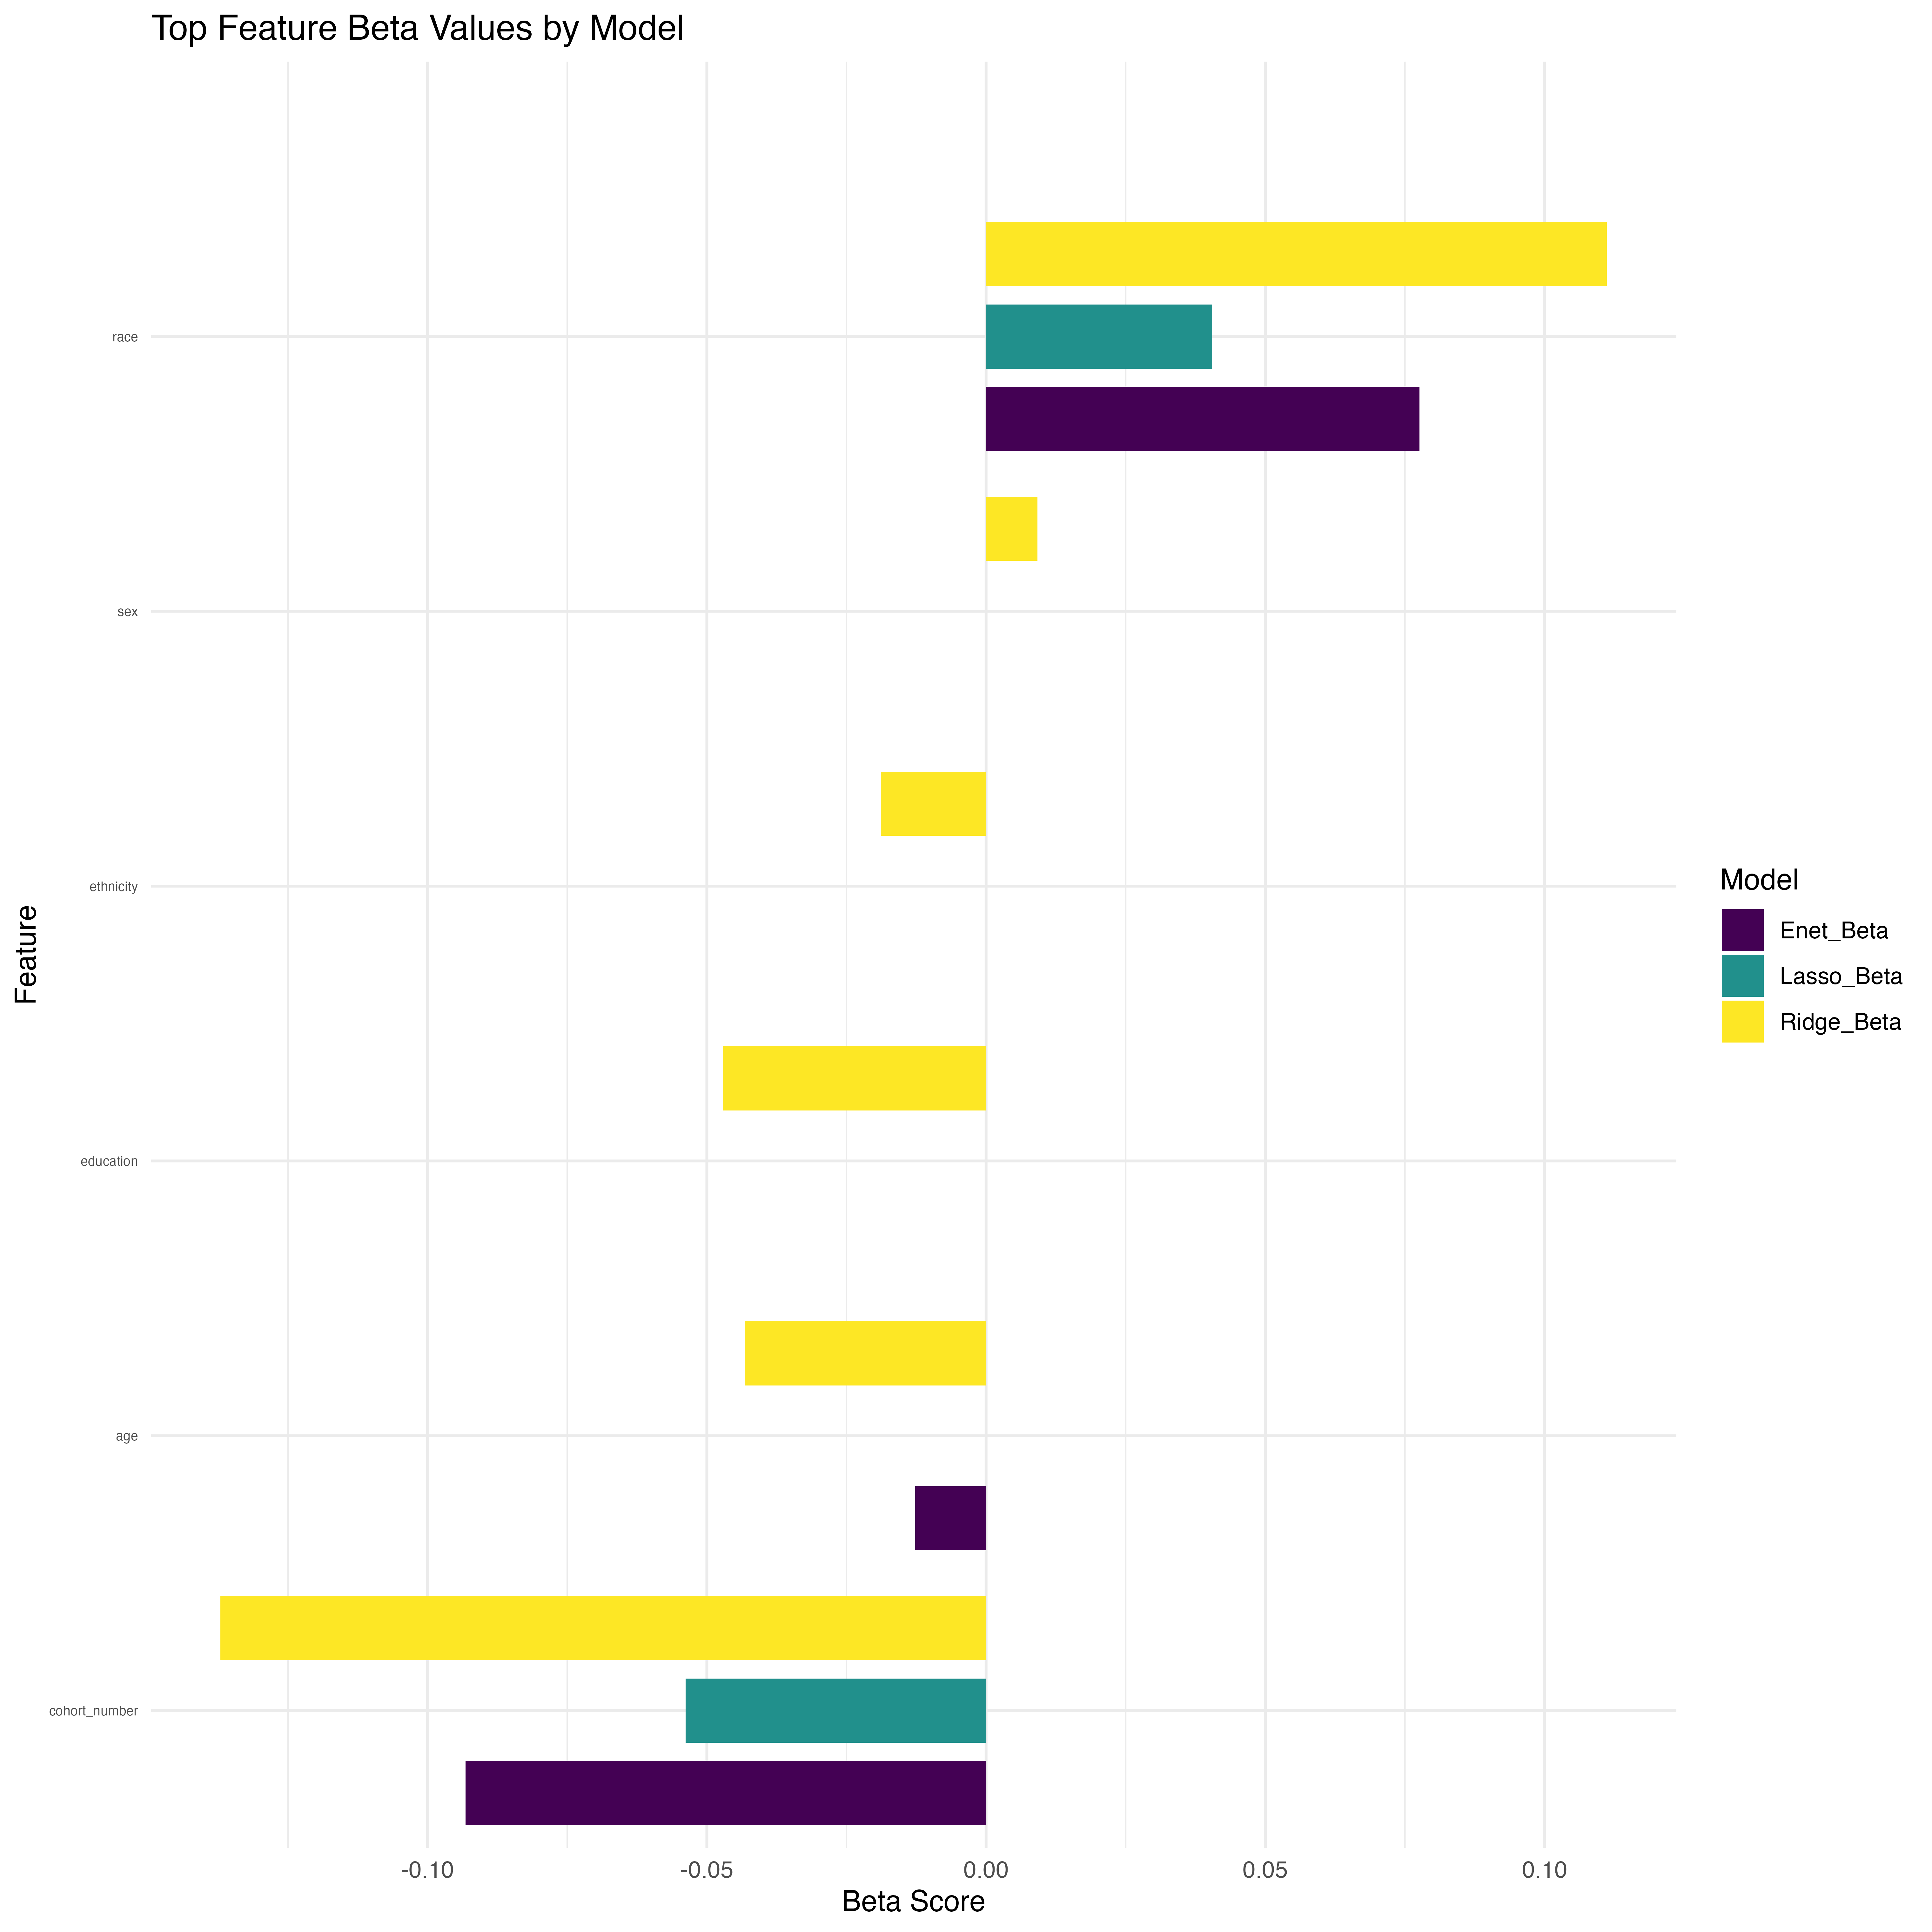 Top Feature Beta Values by Model
race
sex
ethnicity
education
age
cohort_number
Feature
-0.10
-0.05
0.00
0.05
0.10
Beta Score
Model
Enet_Beta
Lasso_Beta
Ridge_Beta